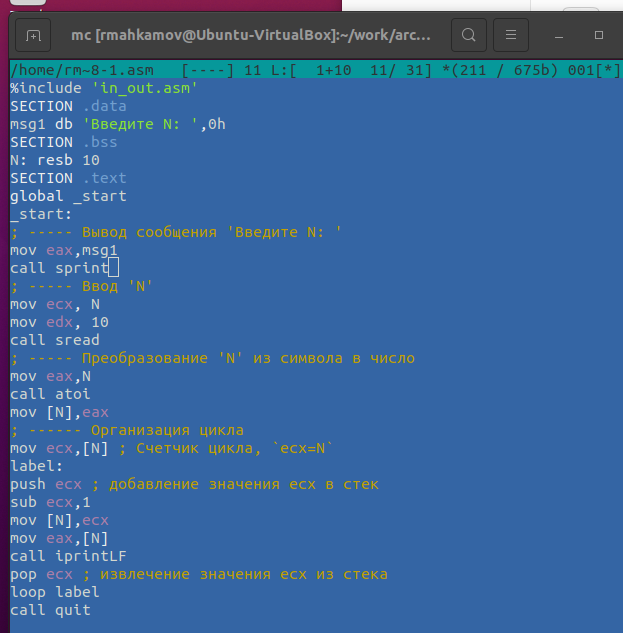 mc [rmahkamov@Ubuntu-VirtualBox]:~/work/arc...
/home/rm~8-1.asm   [----] 11 L:[  1+10  11/ 31] *(211 / 675b) 001[*]
%include 'in_out.asm'
SECTION .data
msg1 db 'Введите N: ',0h
SECTION .bss
N: resb 10
SECTION .text
global _start
_start:
; ----- Вывод сообщения 'Введите N: '
mov eax,msg1
call sprint
; ----- Ввод 'N'
mov ecx, N
mov edx, 10
call sread
; ----- Преобразование 'N' из символа в число
mov eax,N
call atoi
mov [N],eax
; ------ Организация цикла
mov ecx,[N] ; Счетчик цикла, `ecx=N`
label:
push ecx ; добавление значения ecx в стек
sub ecx,1
mov [N],ecx
mov eax,[N]
call iprintLF
pop ecx ; извлечение значения ecx из стека
loop label
call quit